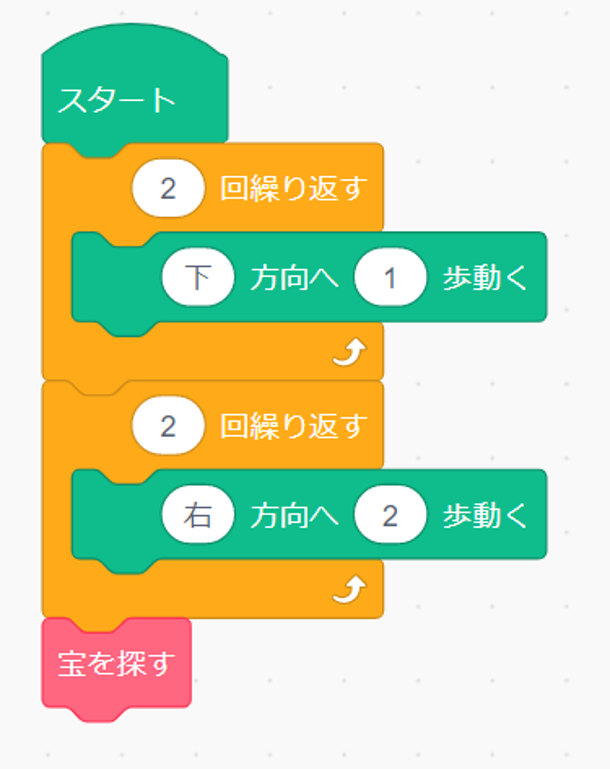 スタート
2 回繰り返す
下 方向へ 1 歩動く
2 回繰り返す
右 方向へ 2 歩動く
宝を探す